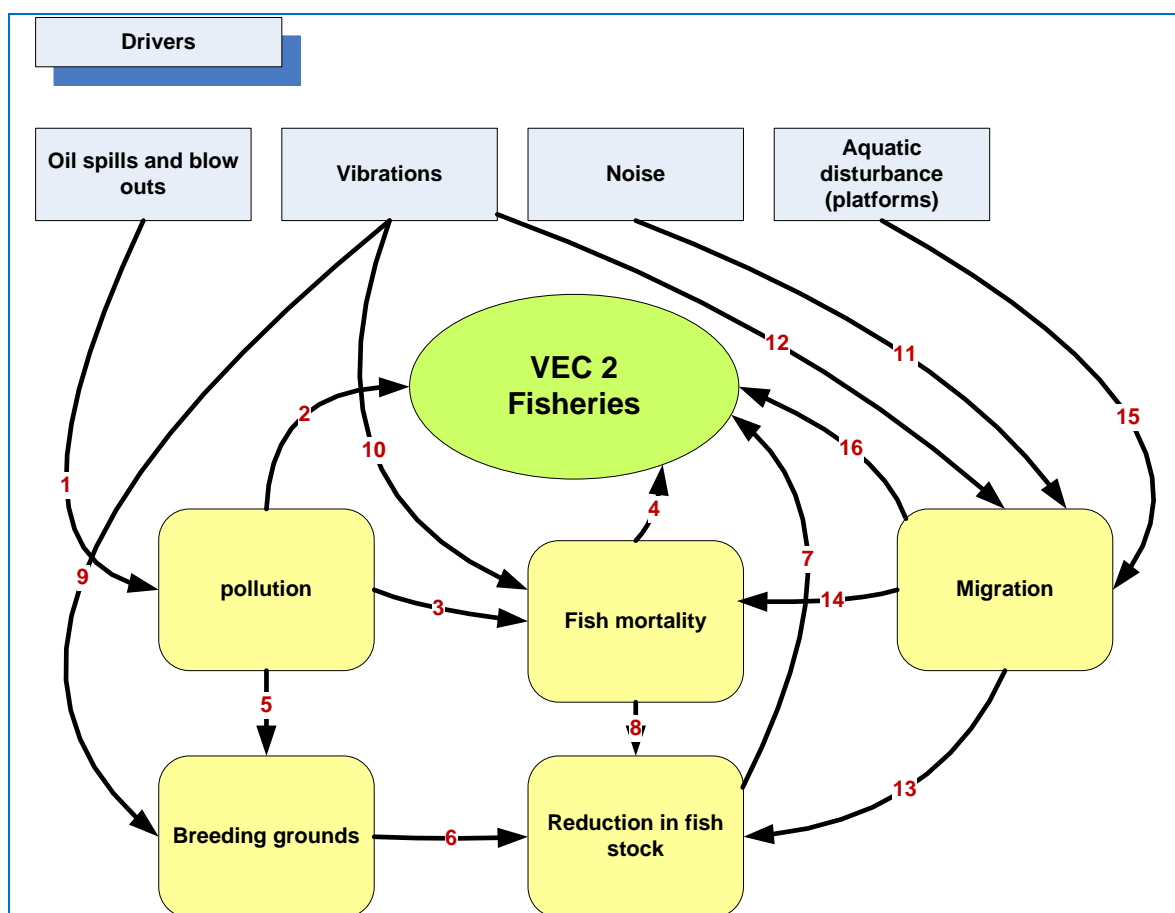 Drivers
Oil spills and blow
outs
Vibrations
Noise
Aquatic
disturbance
(platforms)
VEC 2
Fisheries
12
11
15
2
10
16
1
4
9
7
pollution
3
Fish mortality
14
Migration
5
8
13
Breeding grounds
6
Reduction in fish
stock